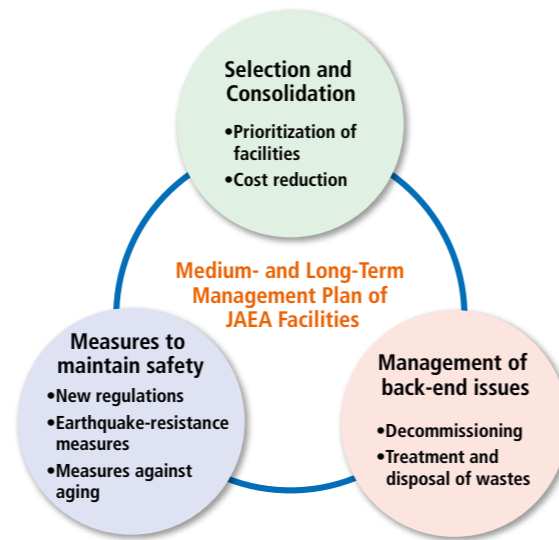 Selection and
Consolidation
•Prioritization of
facilities
•Cost reduction
Medium- and Long-Term
Management Plan of
JAEA Facilities
Measures to
maintain safety
•New regulations
•Earthquake-resistance
measures
•Measures against
aging
Management of
back-end issues
•Decommissioning
•Treatment and
disposal of wastes